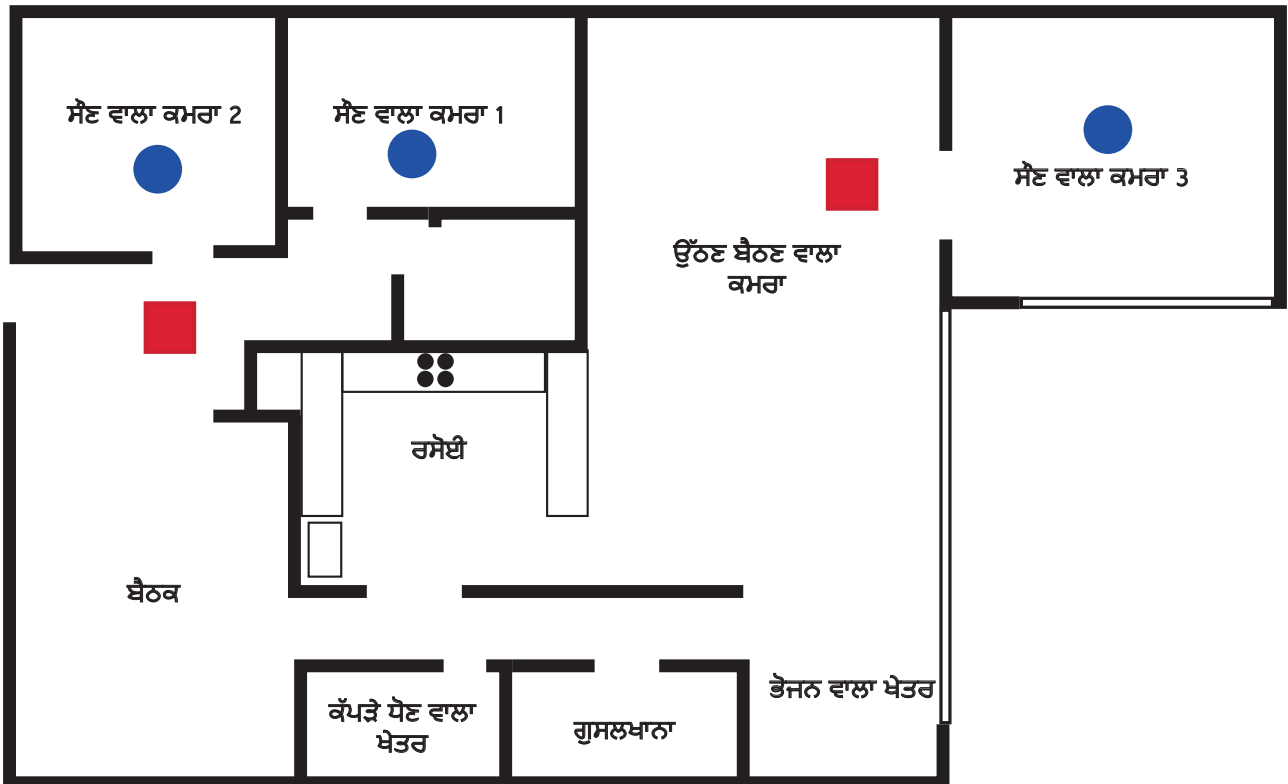 ਸੌਣ ਵਾਲਾ ਕਮਰਾ 2
ਸੌਣ ਵਾਲਾ ਕਮਰਾ 1
ਸੌਣ ਵਾਲਾ ਕਮਰਾ 3
ਉੱਠਣ ਬੈਠਣ ਵਾਲਾ
ਕਮਰਾ
ਰਸੋਈ
ਬੈਠਕ
ਭੋਜਨ ਵਾਲਾ ਖੇਤਰ
ਕੱਪੜੇ ਧੋਣ ਵਾਲਾ
ਖੇਤਰ
ਗੁਸਲਖਾਨਾ